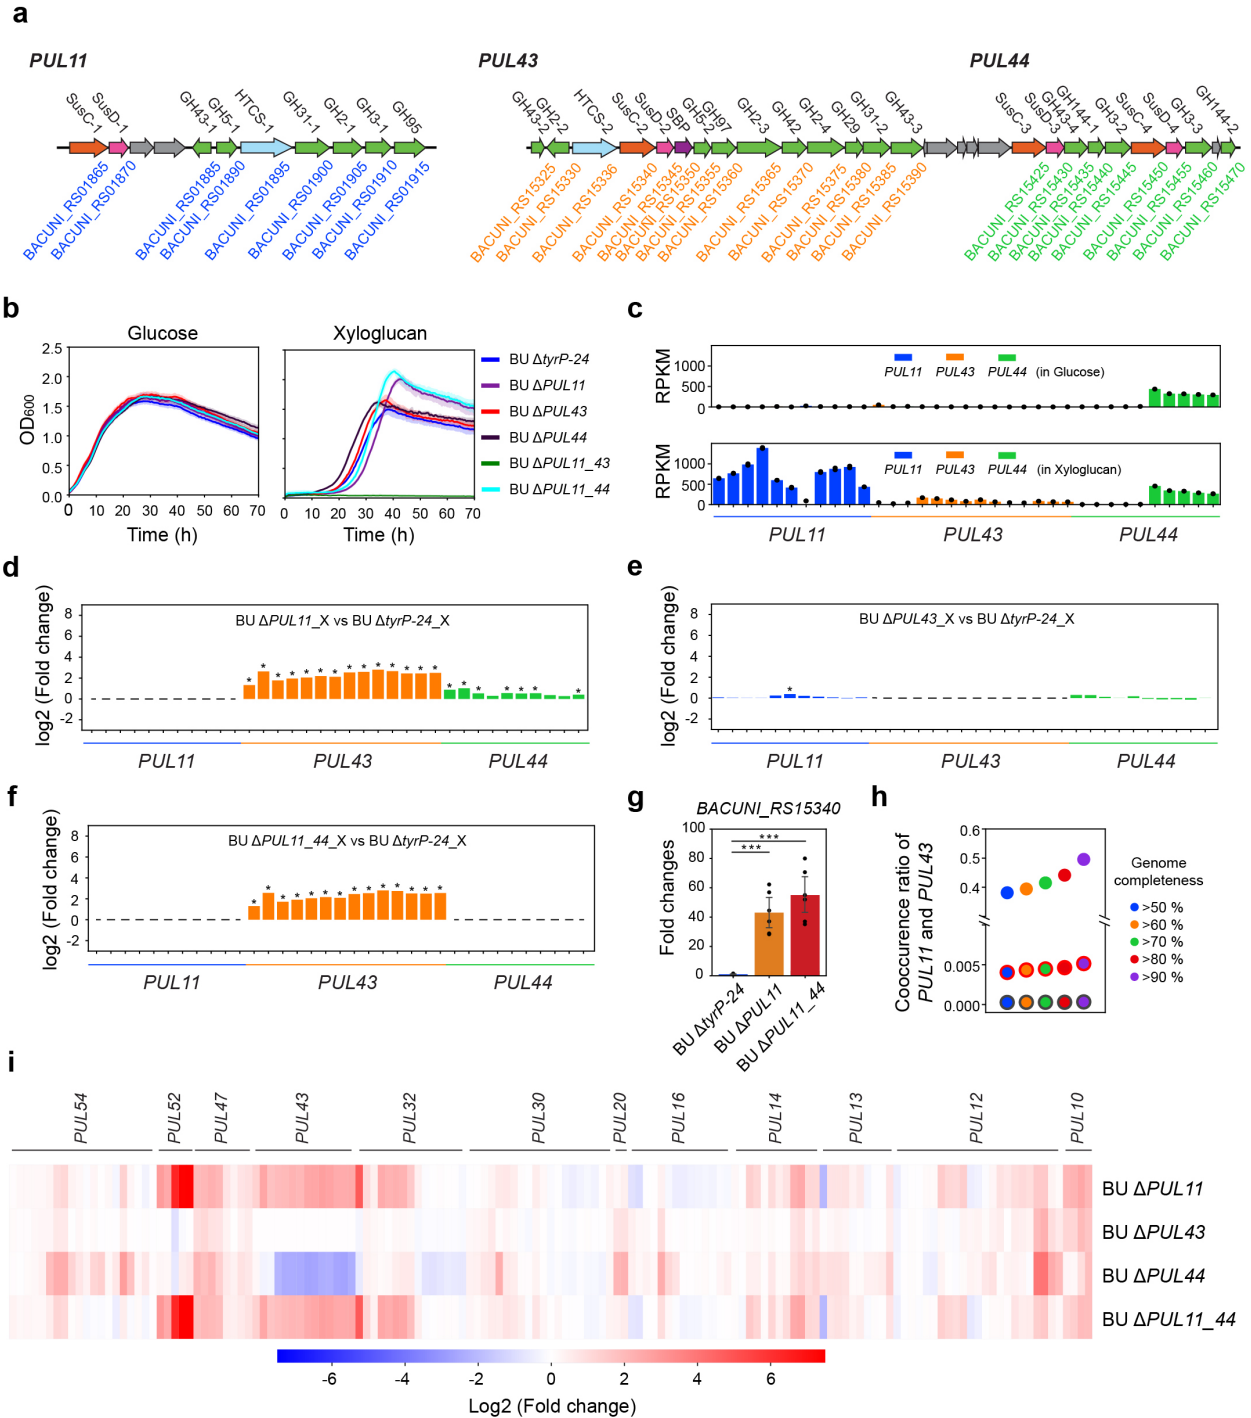 a
PUL11
PUL43
PUL44
SusC-1
SusD-1
GH43-1
GH5-1
HTCS-1
GH31-1
GH2-1
GH3-1
GH95
GH43-2
GH2-2
HTCS-2
SusC-2
SusD-2
SBP
GH5-2
GH97
GH2-3
GH42
GH2-4
GH29
GH31-2
GH43-3
SusC-3
SusD-3
GH43-4
GH144-1
GH3-2
SusC-4
SusD-4
GH3-3
GH144-2
BACUNI_RS01865
BACUNI_RS01870
BACUNI_RS01885
BACUNI_RS01890
BACUNI_RS01895
BACUNI_RS01900
BACUNI_RS01905
BACUNI_RS01910
BACUNI_RS01915
BACUNI_RS15325
BACUNI_RS15330
BACUNI_RS15336
BACUNI_RS15340
BACUNI_RS15345
BACUNI_RS15350
BACUNI_RS15355
BACUNI_RS15360
BACUNI_RS15365
BACUNI_RS15370
BACUNI_RS15375
BACUNI_RS15380
BACUNI_RS15385
BACUNI_RS15390
BACUNI_RS15425
BACUNI_RS15430
BACUNI_RS15435
BACUNI_RS15440
BACUNI_RS15445
BACUNI_RS15450
BACUNI_RS15455
BACUNI_RS15460
BACUNI_RS15470
b
Glucose
Xyloglucan
OD600
2.5
2.0
1.5
1.0
0.5
0.0
0 10 20 30 40 50 60 70
0 10 20 30 40 50 60 70
Time (h)
Time (h)
BU ΔtyrP-24
BU ΔPUL11
BU ΔPUL43
BU ΔPUL44
BU ΔPUL11_43
BU ΔPUL11_44
c
RPKM
1000
500
0
PUL11 PUL43 PUL44 (in Glucose)
RPKM
1000
500
0
PUL11 PUL43 PUL44 (in Xyloglucan)
PUL11 PUL43 PUL44
d
log2 (Fold change)
8
6
4
2
0
-2
BU ΔPUL11_X vs BU ΔtyrP-24_X
* * * * * * * * * * * * * * * * * * * * *
PUL11 PUL43 PUL44
e
log2 (Fold change)
8
6
4
2
0
-2
BU ΔPUL43_X vs BU ΔtyrP-24_X
*
PUL11 PUL43 PUL44
f
log2 (Fold change)
8
6
4
2
0
-2
BU ΔPUL11_44_X vs BU ΔtyrP-24_X
* * * * * * * * * * * * * *
PUL11 PUL43 PUL44
g
BACUNI_RS15340
Fold changes
100
80
60
40
20
0
***
***
BU ΔtyrP-24
BU ΔPUL11
BU ΔPUL11_44
h
Cooccurence ratio of
PUL11 and PUL43
0.6
0.5
0.4
0.005
0.000
Genome
completeness
>50 %
>60 %
>70 %
>80 %
>90 %
i
PUL54
PUL52
PUL47
PUL43
PUL32
PUL30
PUL20
PUL16
PUL14
PUL13
PUL12
PUL10
BU ΔPUL11
BU ΔPUL43
BU ΔPUL44
BU ΔPUL11_44
-6 -4 -2 0 2 4 6
Log2 (Fold change)